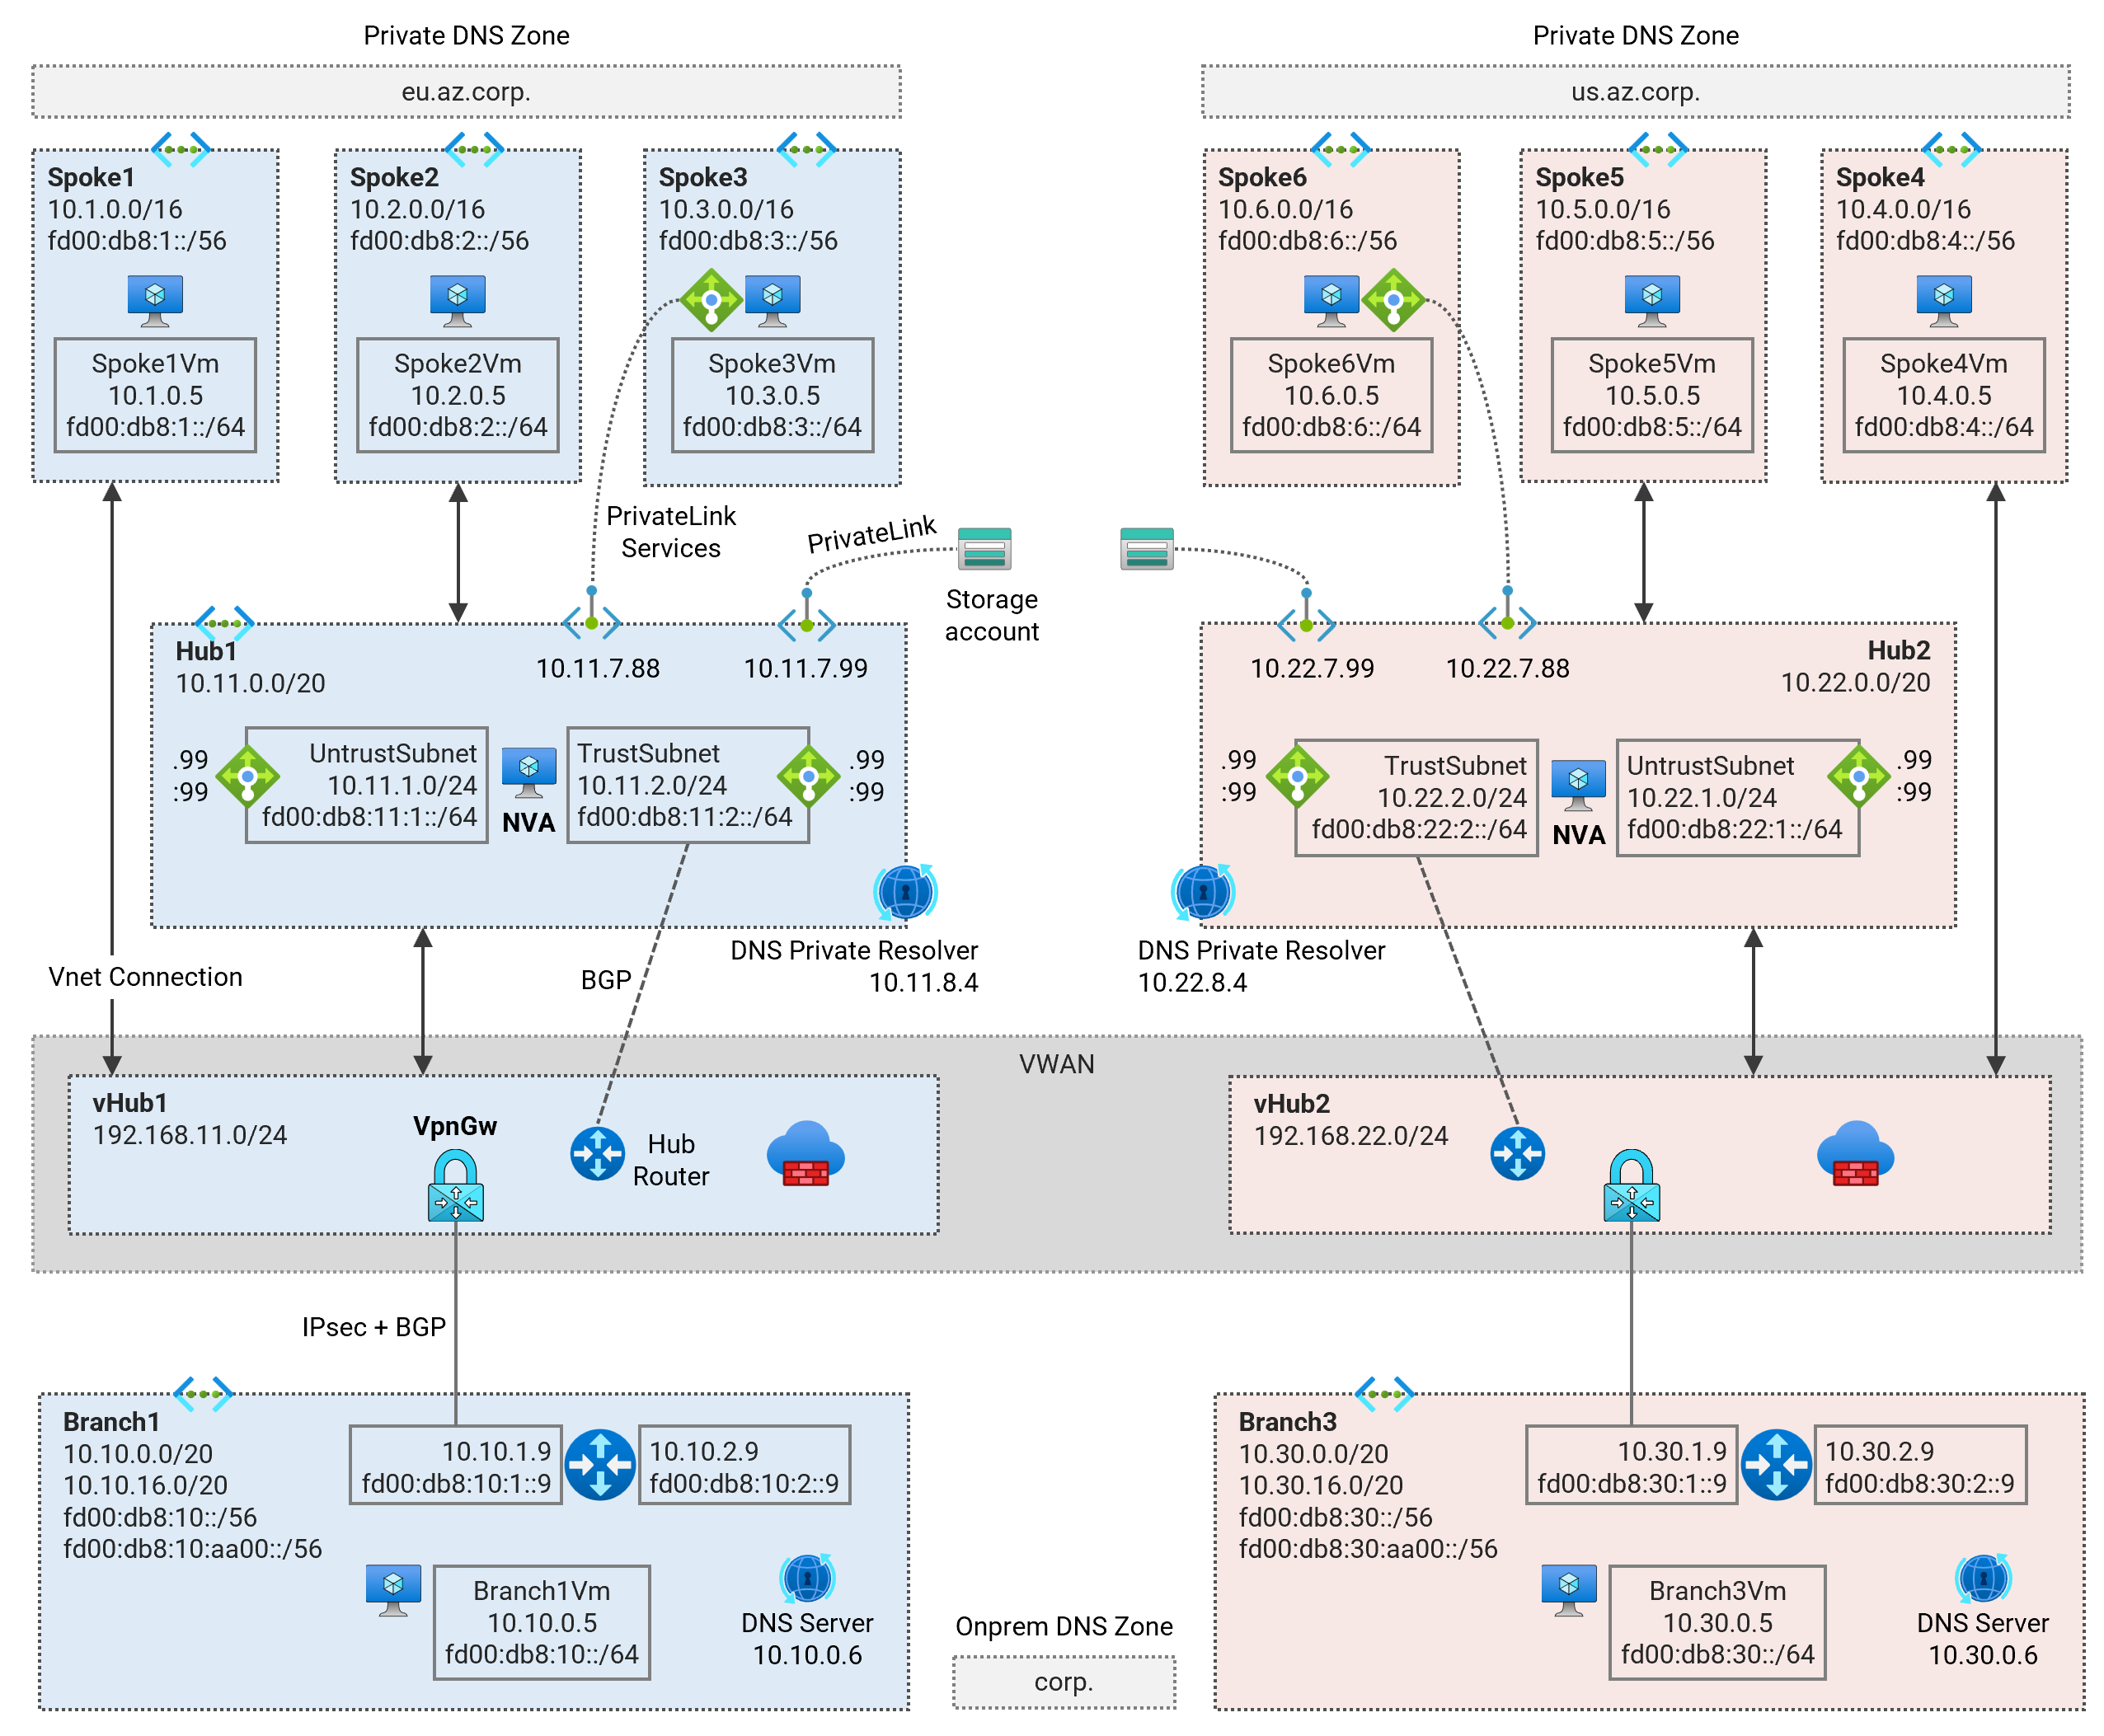 Private DNS Zone
eu.az.corp.
Private DNS Zone
us.az.corp.
Spoke1
10.1.0.0/16
fd00:db8:1::/56
Spoke1Vm
10.1.0.5
fd00:db8:1::/64
Spoke2
10.2.0.0/16
fd00:db8:2::/56
Spoke2Vm
10.2.0.5
fd00:db8:2::/64
Spoke3
10.3.0.0/16
fd00:db8:3::/56
Spoke3Vm
10.3.0.5
fd00:db8:3::/64
Spoke6
10.6.0.0/16
fd00:db8:6::/56
Spoke6Vm
10.6.0.5
fd00:db8:6::/64
Spoke5
10.5.0.0/16
fd00:db8:5::/56
Spoke5Vm
10.5.0.5
fd00:db8:5::/64
Spoke4
10.4.0.0/16
fd00:db8:4::/56
Spoke4Vm
10.4.0.5
fd00:db8:4::/64
PrivateLink
Services
PrivateLink
Storage
account
Hub1
10.11.0.0/20
10.11.7.88
10.11.7.99
.99
:99
UntrustSubnet
10.11.1.0/24
fd00:db8:11:1::/64
NVA
TrustSubnet
10.11.2.0/24
fd00:db8:11:2::/64
.99
:99
DNS Private Resolver
10.11.8.4
10.22.7.99
10.22.7.88
Hub2
10.22.0.0/20
.99
:99
TrustSubnet
10.22.2.0/24
fd00:db8:22:2::/64
NVA
UntrustSubnet
10.22.1.0/24
fd00:db8:22:1::/64
.99
:99
DNS Private Resolver
10.22.8.4
Vnet Connection
BGP
VWAN
vHub1
192.168.11.0/24
VpnGw
Hub
Router
vHub2
192.168.22.0/24
IPsec + BGP
Branch1
10.10.0.0/20
10.10.16.0/20
fd00:db8:10::/56
fd00:db8:10:aa00::/56
10.10.1.9
fd00:db8:10:1::9
10.10.2.9
fd00:db8:10:2::9
Branch1Vm
10.10.0.5
fd00:db8:10::/64
DNS Server
10.10.0.6
Onprem DNS Zone
corp.
Branch3
10.30.0.0/20
10.30.16.0/20
fd00:db8:30::/56
fd00:db8:30:aa00::/56
10.30.1.9
fd00:db8:30:1::9
10.30.2.9
fd00:db8:30:2::9
Branch3Vm
10.30.0.5
fd00:db8:30::/64
DNS Server
10.30.0.6